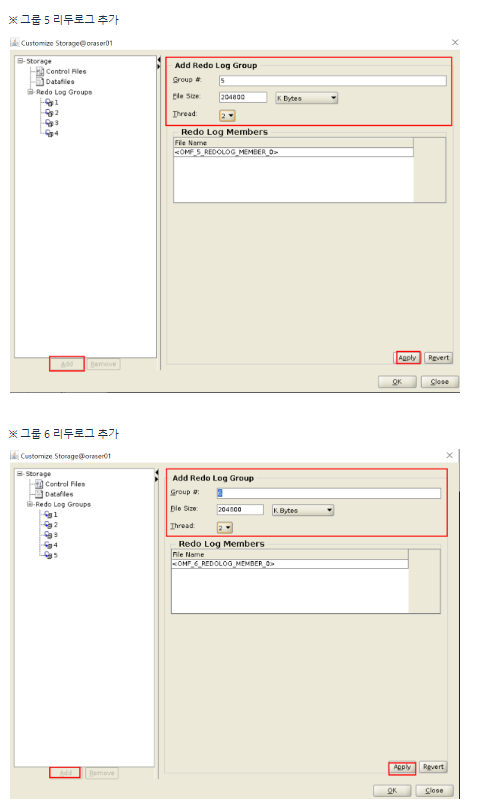 ※ 그룹 5 리두로그 추가
Customize Storage@oraser01
Storage
Control Files
Datafiles
Redo Log Groups
1
2
3
4
Add Redo Log Group
Group #: 5
File Size: 204800 K Bytes
Thread: 2
Redo Log Members
File Name
<OMF_5_REDOLOG_MEMBER_0>
Add Remove
Apply Revert
OK Close
※ 그룹 6 리두로그 추가
Customize Storage@oraser01
Storage
Control Files
Datafiles
Redo Log Groups
1
2
3
4
5
Add Redo Log Group
Group #: 6
File Size: 204800 K Bytes
Thread: 2
Redo Log Members
File Name
<OMF_6_REDOLOG_MEMBER_0>
Add Remove
Apply Revert
OK Close